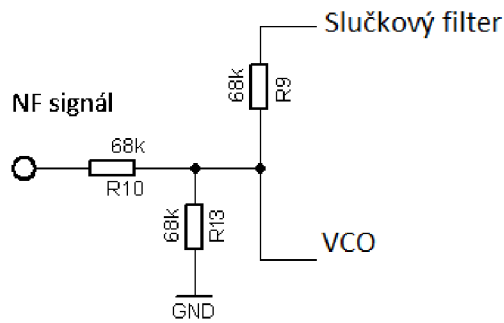 Slučkový filter
68k
R9
NF signál
68k
R10
68k
R13
VCO
GND